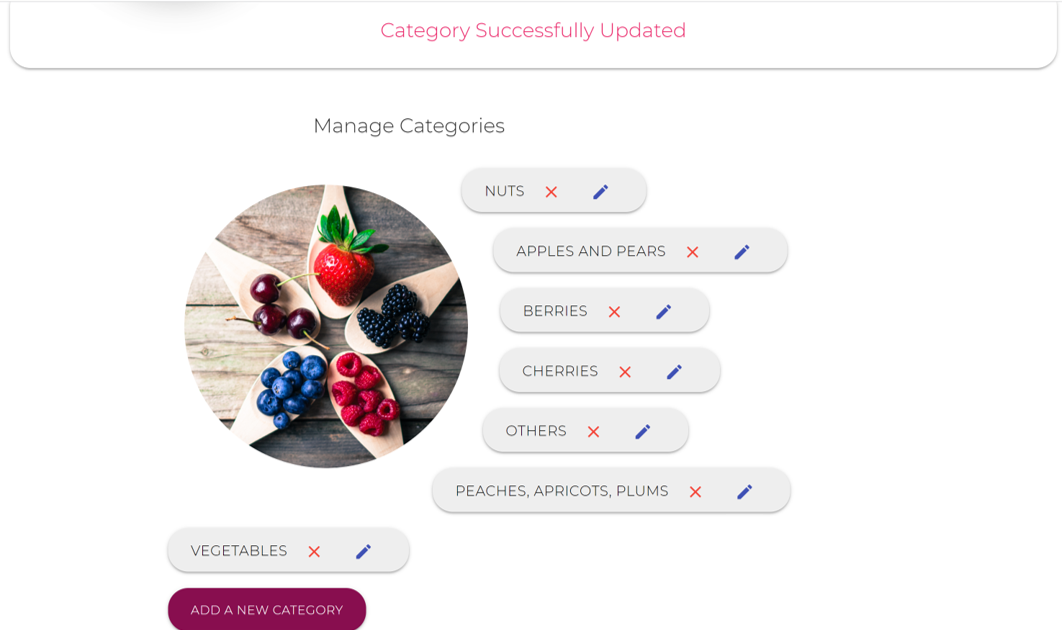 Category Successfully Updated
Manage Categories
NUTS
APPLES AND PEARS
BERRIES
CHERRIES
OTHERS
PEACHES, APRICOTS, PLUMS
VEGETABLES
ADD A NEW CATEGORY